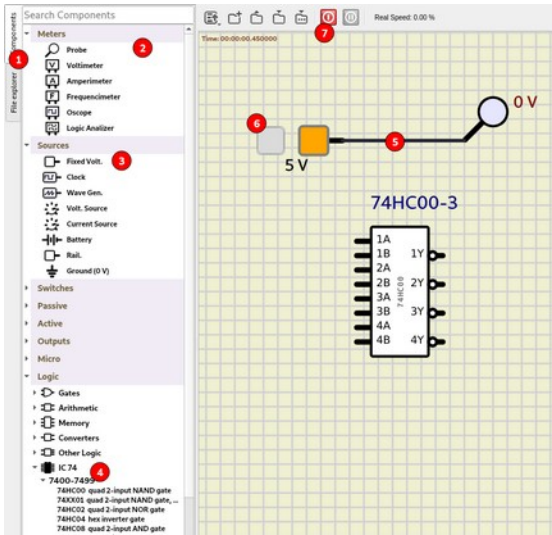 Components
File explorer
Search Components
Meters
Probe
Voltimeter
Amperimeter
Frequencimeter
Oscope
Logic Analizer
Sources
Fixed Volt.
Clock
Wave Gen.
Volt. Source
Current Source
Battery
Rail.
Ground (0 V)
Switches
Passive
Active
Outputs
Micro
Logic
Gates
Arithmetic
Memory
Converters
Other Logic
IC 74
7400-7499
74HC00 quad 2-input NAND gate
74XX01 quad 2-input NAND gate, ...
74HC02 quad 2-input NOR gate
74HC04 hex inverter gate
74HC08 quad 2-input AND gate
1
2
3
4
Real Speed: 0.00 %
7
Time: 00:00:00.450000
6
5
0 V
5 V
74HC00-3
1A
1B 1Y
2A
2B 2Y
3A
3B 3Y
4A
4B 4Y
74HC00